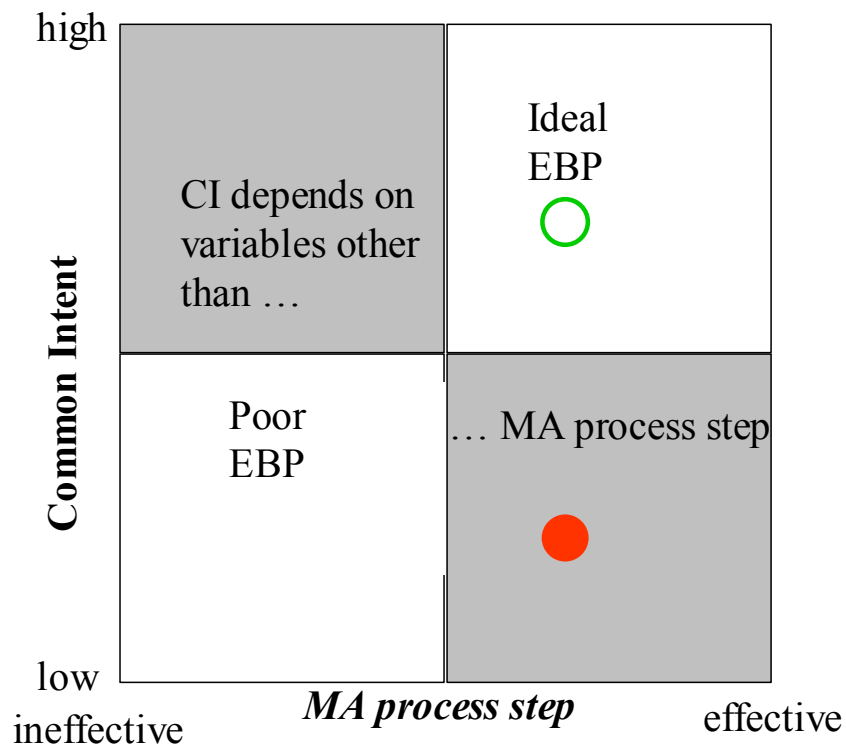 high
Ideal
EBP
CI depends on
variables other
than …
Common Intent
Poor
EBP
… MA process step
low
MA process step
ineffective
effective